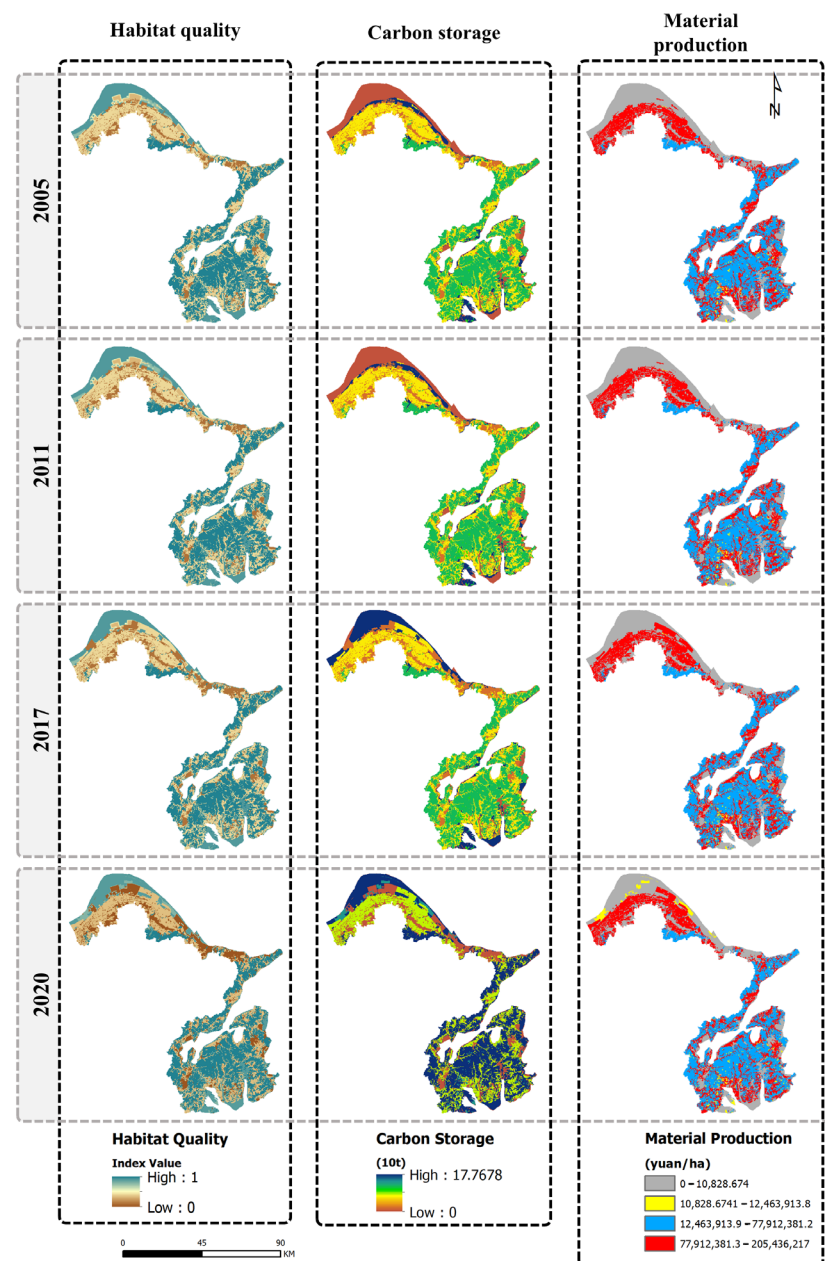 Habitat quality
Carbon storage
Material
production
N
2005
2011
2017
2020
Habitat Quality
Index Value
High : 1
Low : 0
0 45 90
KM
Carbon Storage
(10t)
High : 17.7678
Low : 0
Material Production
(yuan/ha)
0 – 10,828.674
10,828.6741 – 12,463,913.8
12,463,913.9 – 77,912,381.2
77,912,381.3 – 205,436,217